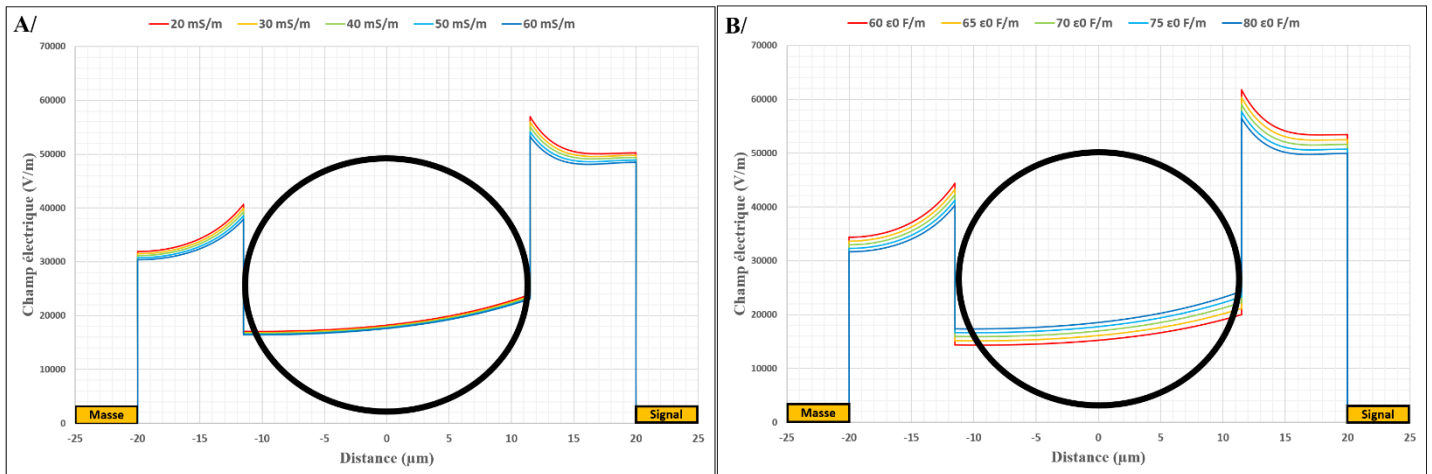 A/
20 mS/m 30 mS/m 40 mS/m 50 mS/m 60 mS/m
Champ électrique (V/m)
70000
60000
50000
40000
30000
20000
10000
0
Masse
Signal
-25 -20 -15 -10 -5 0 5 10 15 20 25
Distance (µm)
B/
60 ε0 F/m 65 ε0 F/m 70 ε0 F/m 75 ε0 F/m 80 ε0 F/m
Champ électrique (V/m)
70000
60000
50000
40000
30000
20000
10000
0
Masse
Signal
-25 -20 -15 -10 -5 0 5 10 15 20 25
Distance (µm)